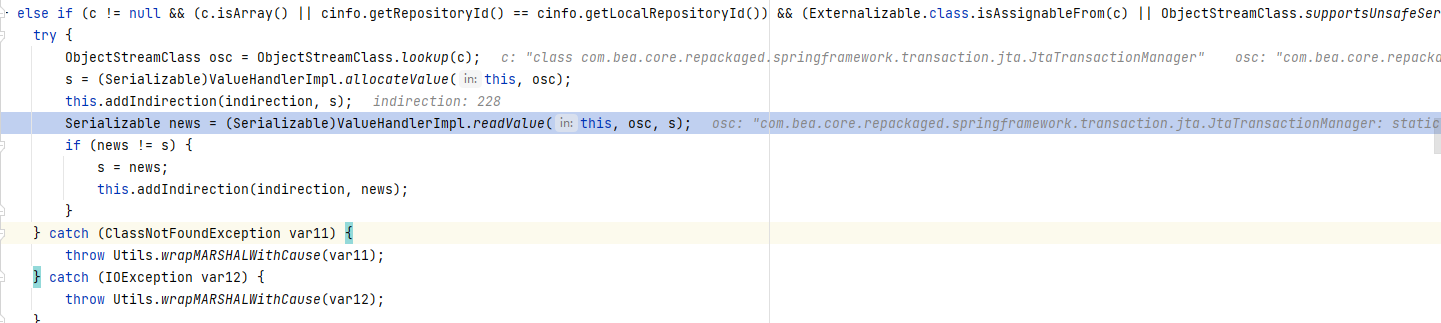 else if (c != null && (c.isArray() || cinfo.getRepositoryId() == cinfo.getLocalRepositoryId()) && (Externalizable.class.isAssignableFrom(c) || ObjectStreamClass.supportsUnsafeSer
try {
ObjectStreamClass osc = ObjectStreamClass.lookup(c);   c: "class com.bea.core.repackaged.springframework.transaction.jta.JtaTransactionManager"   osc: "com.bea.core.repacka
s = (Serializable)ValueHandlerImpl.allocateValue( in: this, osc);
this.addIndirection(indirection, s);   indirection: 228
Serializable news = (Serializable)ValueHandlerImpl.readValue( in: this, osc, s);   osc: "com.bea.core.repackaged.springframework.transaction.jta.JtaTransactionManager: static
if (news != s) {
s = news;
this.addIndirection(indirection, news);
}
} catch (ClassNotFoundException var11) {
throw Utils.wrapMARSHALWithCause(var11);
} catch (IOException var12) {
throw Utils.wrapMARSHALWithCause(var12);
}